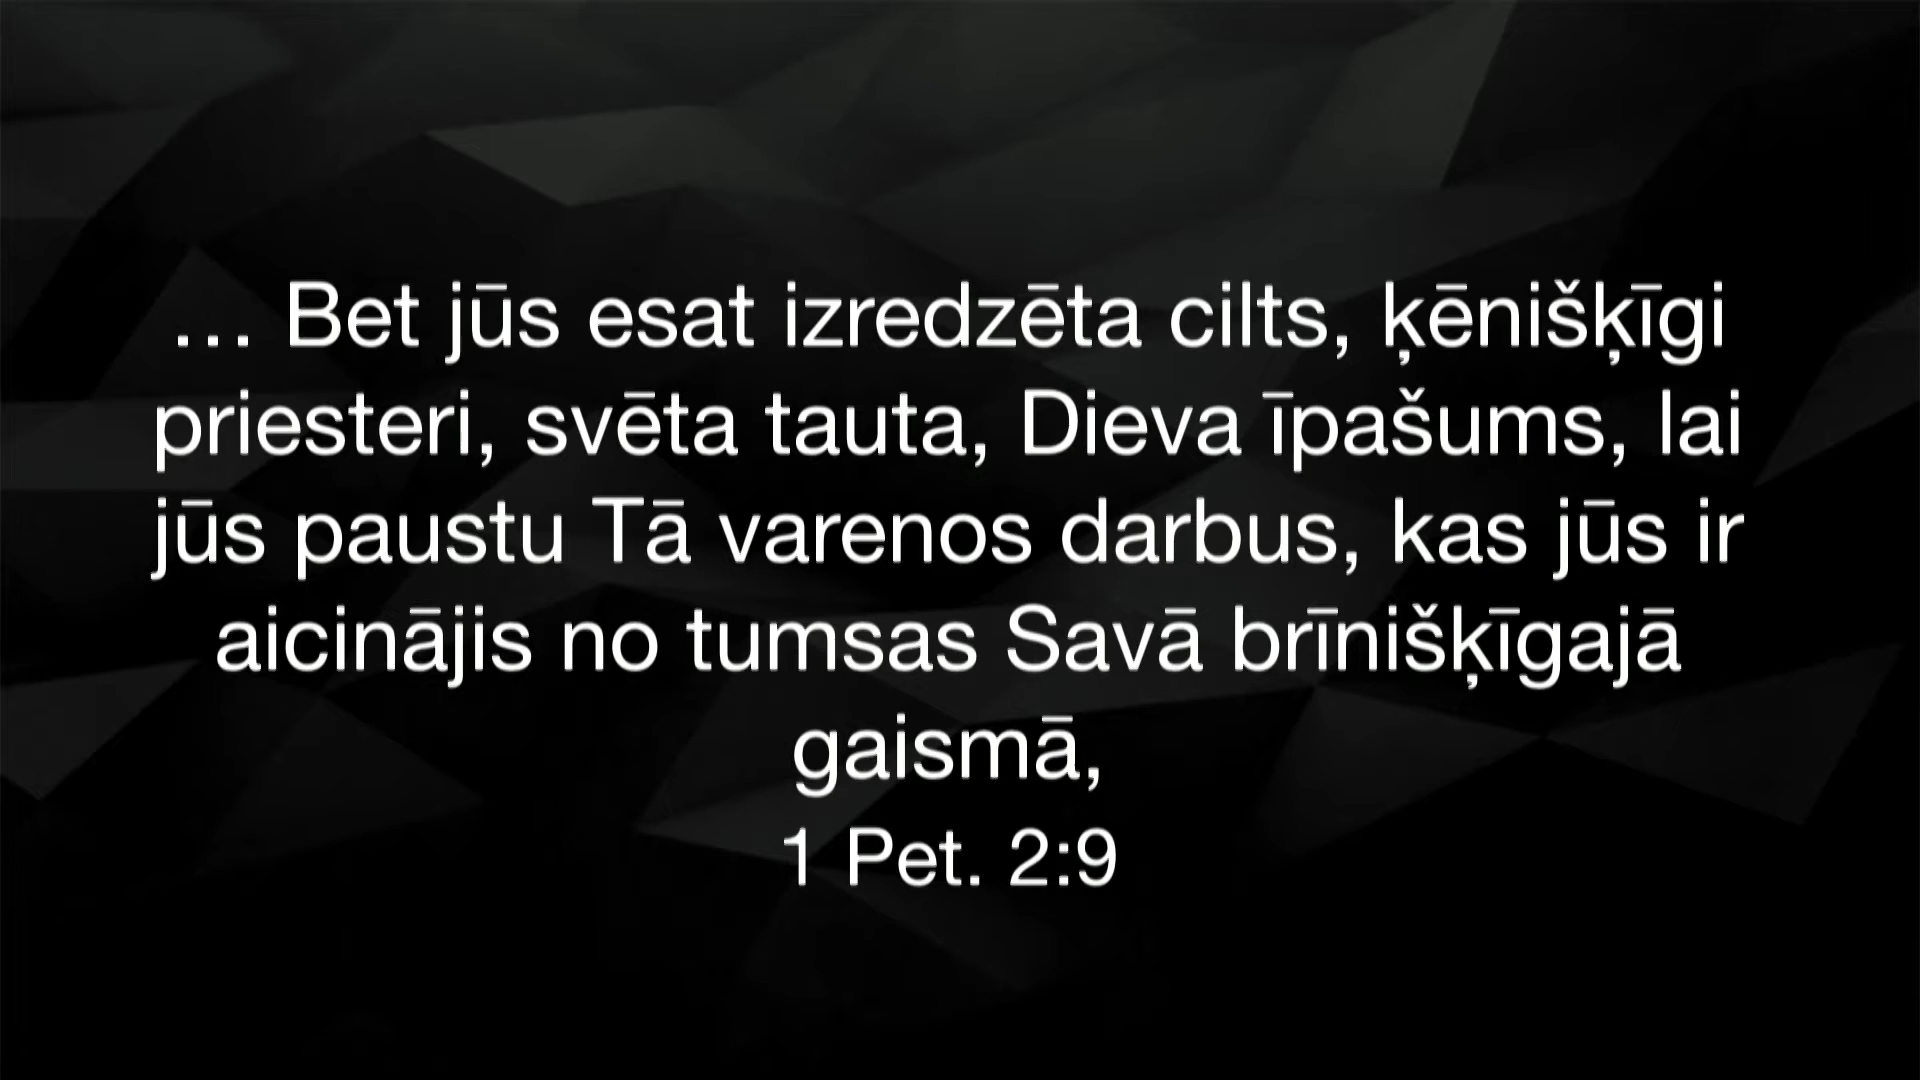 … Bet jūs esat izredzēta cilts, ķēnišķīgi
priesteri, svēta tauta, Dieva īpašums, lai
jūs paustu Tā varenos darbus, kas jūs ir
aicinājis no tumsas Savā brīnišķīgajā
gaismā,
1 Pet. 2:9